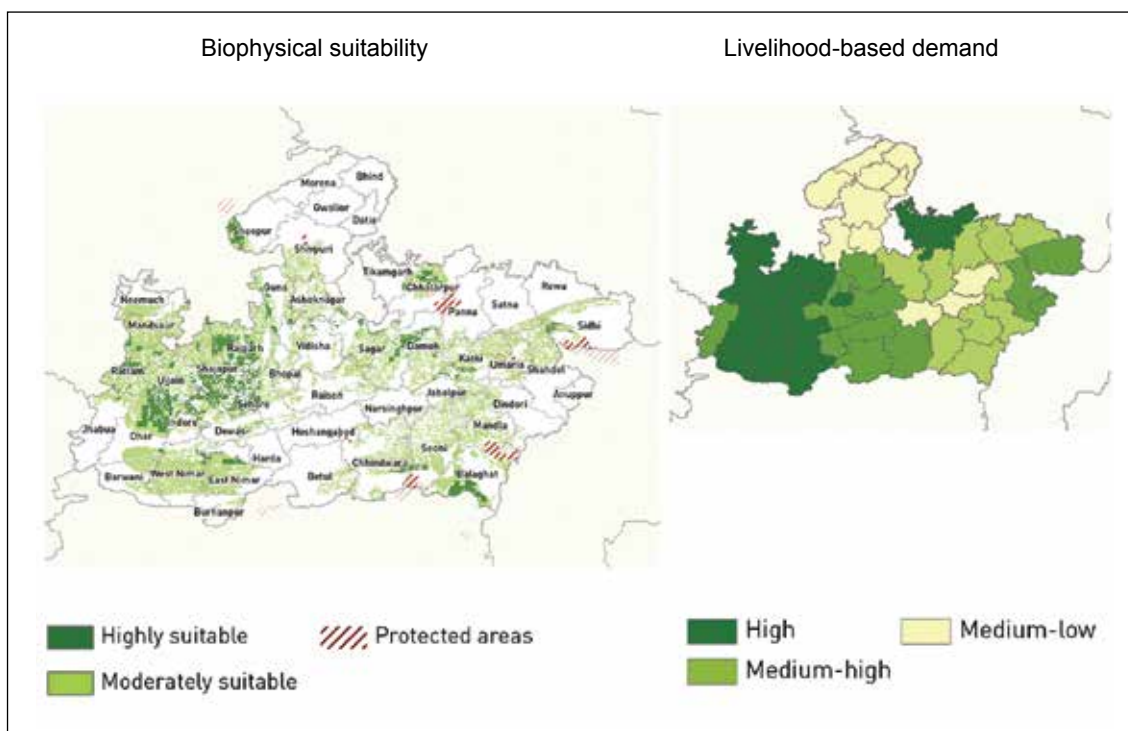 Biophysical suitability
Livelihood-based demand
Morena
Bhind
Gwalior
Datia
Sheopur
Shivpuri
Tikamgarh
Chhatarpur
Rewa
Neemuch
Guna
Ashoknagar
Panna
Satna
Sidhi
Mandsaur
Rajgarh
Vidisha
Sagar
Damoh
Katni
Umaria
Shahdol
Ratlam
Ujjain
Shajapur
Bhopal
Sehore
Raisen
Jabalpur
Anuppur
Indore
Narsinghpur
Dindori
Jhabua
Dhar
Dewas
Hoshangabad
Mandla
Harda
Seoni
Barwani
West Nimar
East Nimar
Betul
Chhindwara
Balaghat
Burhanpur
Highly suitable
Protected areas
Moderately suitable
High
Medium-low
Medium-high